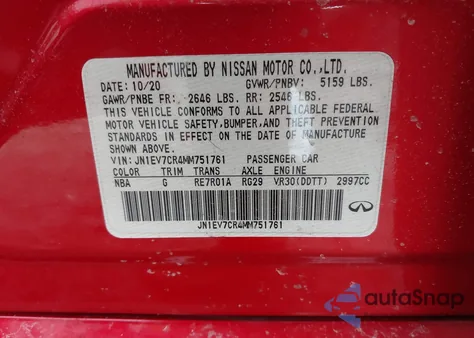 MANUFACTURED BY NISSAN MOTOR CO.,LTD.
DATE: 10/20 GVWR/PNBV: 5159 LBS.
GAWR/PNBE FR: 2646 LBS. RR: 2546 LBS.
THIS VEHICLE CONFORMS TO ALL APPLICABLE FEDERAL
MOTOR VEHICLE SAFETY, BUMPER, AND THEFT PREVENTION
STANDARDS IN EFFECT ON THE DATE OF MANUFACTURE
SHOWN ABOVE.
VIN: JN1EV7CR4MM751761 PASSENGER CAR
COLOR TRIM TRANS AXLE ENGINE
NBA G RE7R01A RG29 VR30(DDTT) 2997CC
JN1EV7CR4MM751761
autoSnap